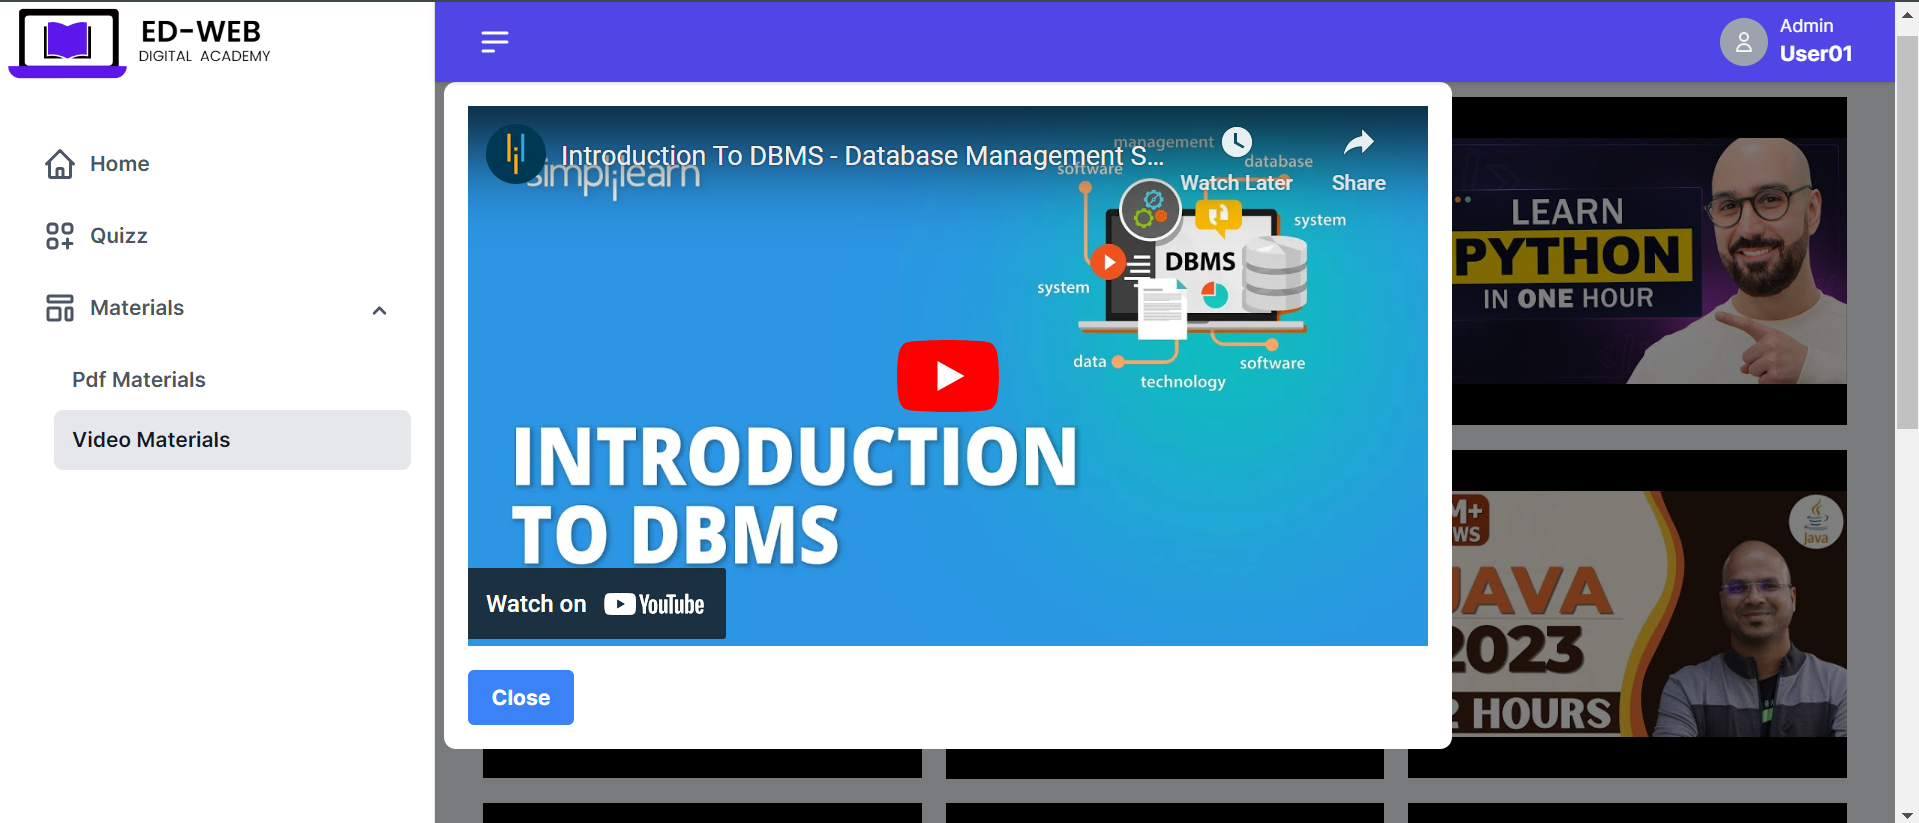 ED-WEB
DIGITAL ACADEMY
Admin
User01
Home
Quizz
Materials
Pdf Materials
Video Materials
Introduction To DBMS - Database Management S...
simplilearn
Watch Later
Share
management
software
database
system
DBMS
system
data
software
technology
INTRODUCTION
TO DBMS
Watch on YouTube
Close
LEARN
PYTHON
IN ONE HOUR
M+
WS
JAVA
2023
HOURS
Java